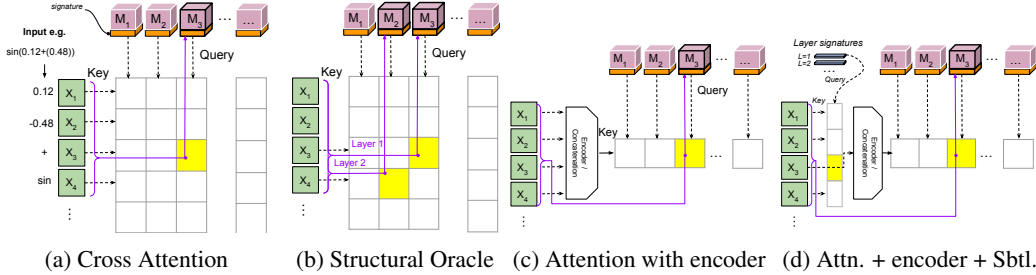 signature
M1 M2 M3 ...
Input e.g.
sin(0.12+(0.48))
Key
Query
0.12
X1
-0.48
X2
+
X3
sin
X4
...
...
(a) Cross Attention
M1 M2 M3 ...
Query
Key
X1
X2
X3
Layer 1
Layer 2
X4
...
...
(b) Structural Oracle
M1 M2 M3 ...
Query
X1
X2
X3
X4
...
Encoder / Concatenation
Key
...
(c) Attention with encoder
Layer signatures
L=1
L=2
...
Query
Key
M1 M2 M3 ...
Query
X1
X2
X3
X4
...
Encoder / Concatenation
...
(d) Attn. + encoder + Sbtl.